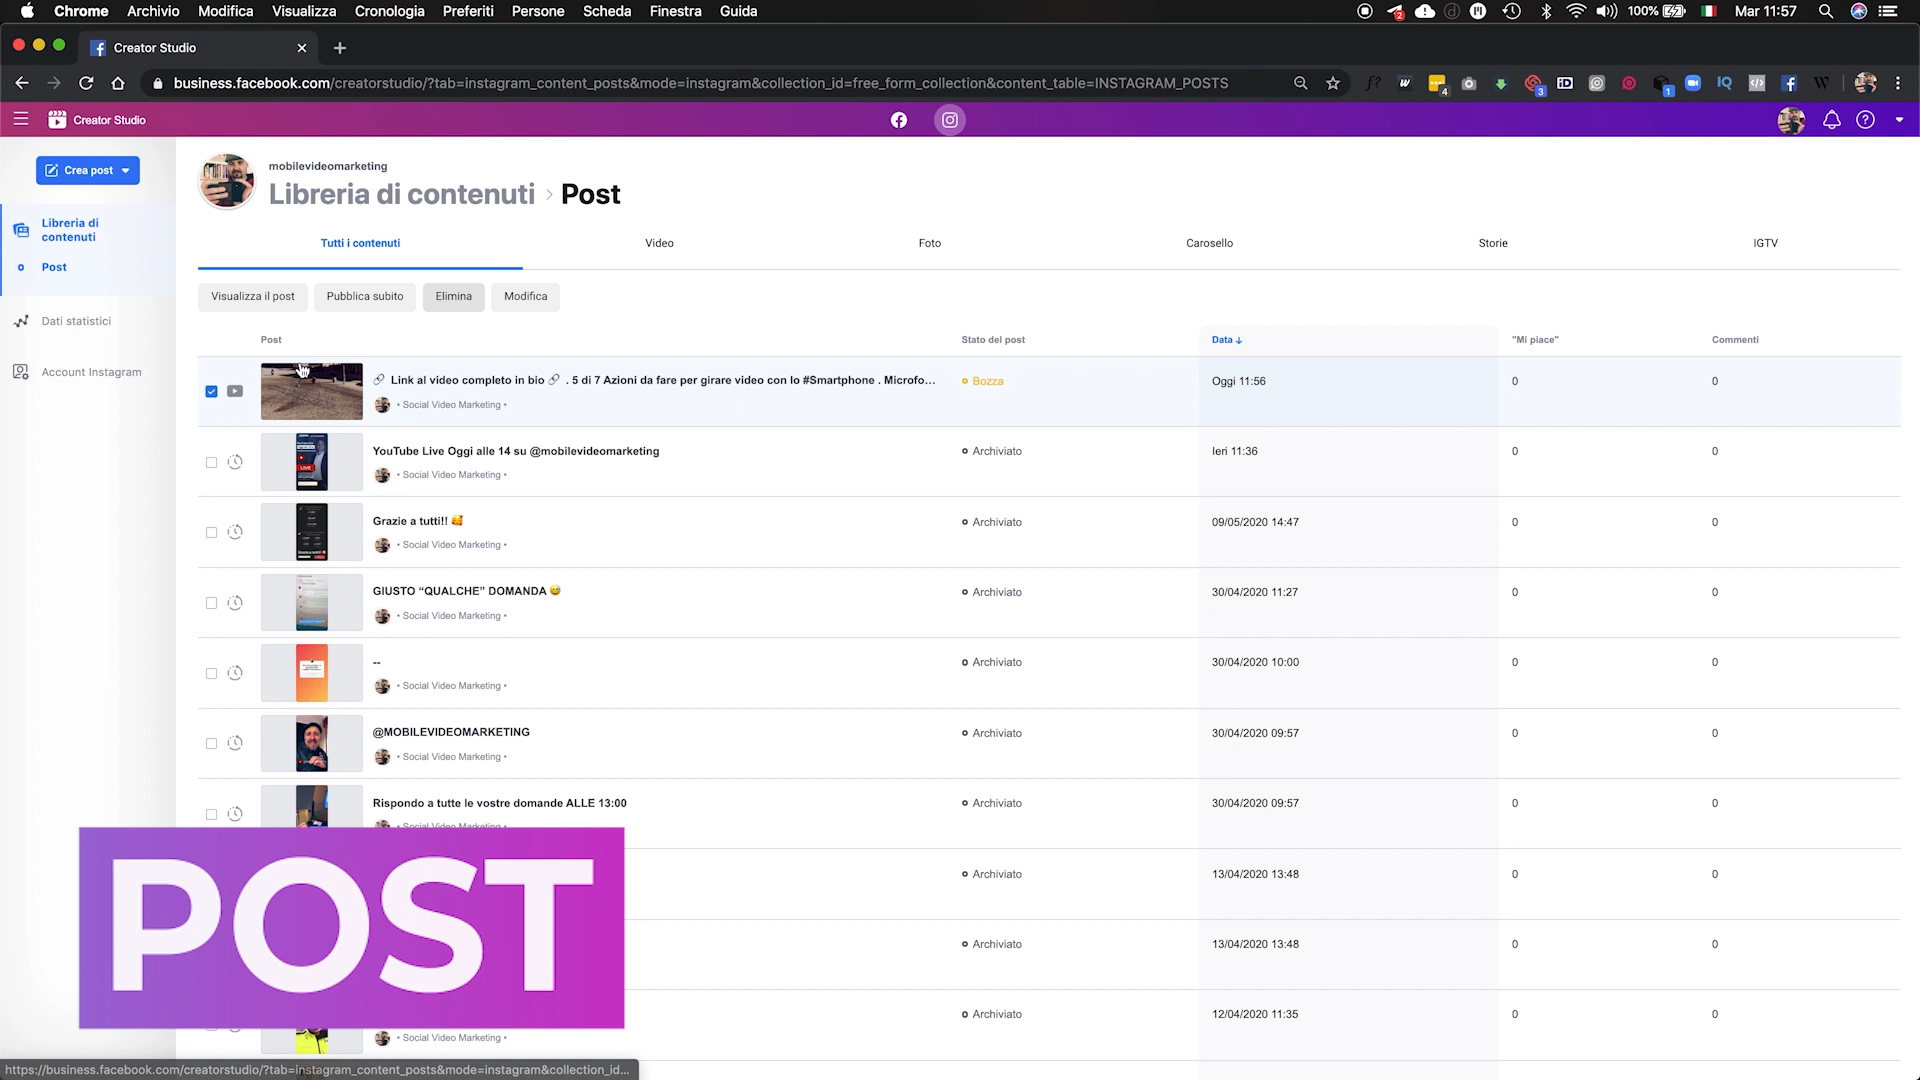 Chrome Archivio Modifica Visualizza Cronologia Preferiti Persone Scheda Finestra Guida 2 100% Mar 11:57
Creator Studio
business.facebook.com/creatorstudio/?tab=instagram_content_posts&mode=instagram&collection_id=free_form_collection&content_table=INSTAGRAM_POSTS f? W 4 3 ID 1 IQ </> W
Creator Studio
Crea post
Libreria di
contenuti
Post
Dati statistici
Account Instagram
mobilevideomarketing
Libreria di contenuti › Post
Tutti i contenuti Video Foto Carosello Storie IGTV
Visualizza il post Pubblica subito Elimina Modifica
Post Stato del post Data ↓ "Mi piace" Commenti
🔗 Link al video completo in bio 🔗 . 5 di 7 Azioni da fare per girare video con lo #Smartphone . Microfo... Bozza Oggi 11:56 0 0
• Social Video Marketing •
YouTube Live Oggi alle 14 su @mobilevideomarketing Archiviato Ieri 11:36 0 0
• Social Video Marketing •
Grazie a tutti!! 🥰 Archiviato 09/05/2020 14:47 0 0
• Social Video Marketing •
GIUSTO “QUALCHE” DOMANDA 😅 Archiviato 30/04/2020 11:27 0 0
• Social Video Marketing •
-- Archiviato 30/04/2020 10:00 0 0
• Social Video Marketing •
@MOBILEVIDEOMARKETING Archiviato 30/04/2020 09:57 0 0
• Social Video Marketing •
Rispondo a tutte le vostre domande ALLE 13:00 Archiviato 30/04/2020 09:57 0 0
• Social Video Marketing •
Archiviato 13/04/2020 13:48 0 0
Archiviato 13/04/2020 13:48 0 0
Archiviato 12/04/2020 11:35 0 0
• Social Video Marketing •
POST
https://business.facebook.com/creatorstudio/?tab=instagram_content_posts&mode=instagram&collection_id...